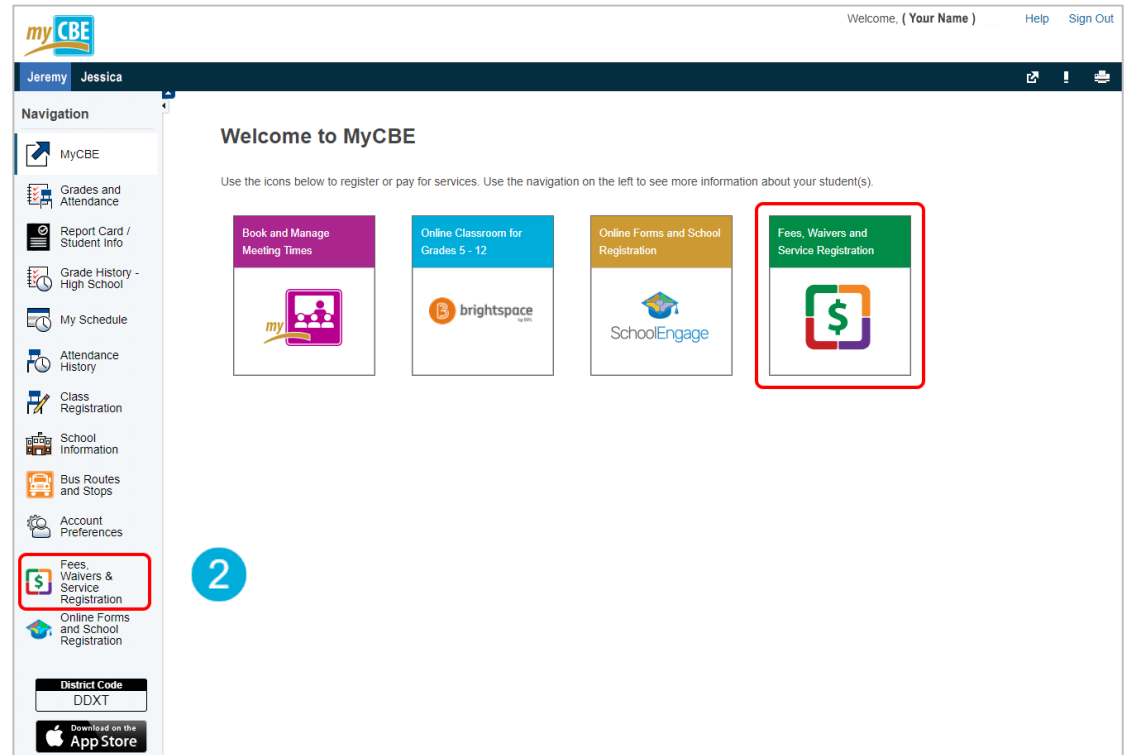 my CBE
Welcome, ( Your Name )
Help
Sign Out
Jeremy
Jessica
Navigation
MyCBE
Grades and
Attendance
Report Card /
Student Info
Grade History -
High School
My Schedule
Attendance
History
Class
Registration
School
Information
Bus Routes
and Stops
Account
Preferences
Fees,
Waivers &
Service
Registration
Online Forms
and School
Registration
District Code
DDXT
Download on the
App Store
Welcome to MyCBE
Use the icons below to register or pay for services. Use the navigation on the left to see more information about your student(s).
Book and Manage
Meeting Times
my
Online Classroom for
Grades 5 - 12
B brightspace
by D2L
Online Forms and School
Registration
SchoolEngage
Fees, Waivers and
Service Registration
$
2